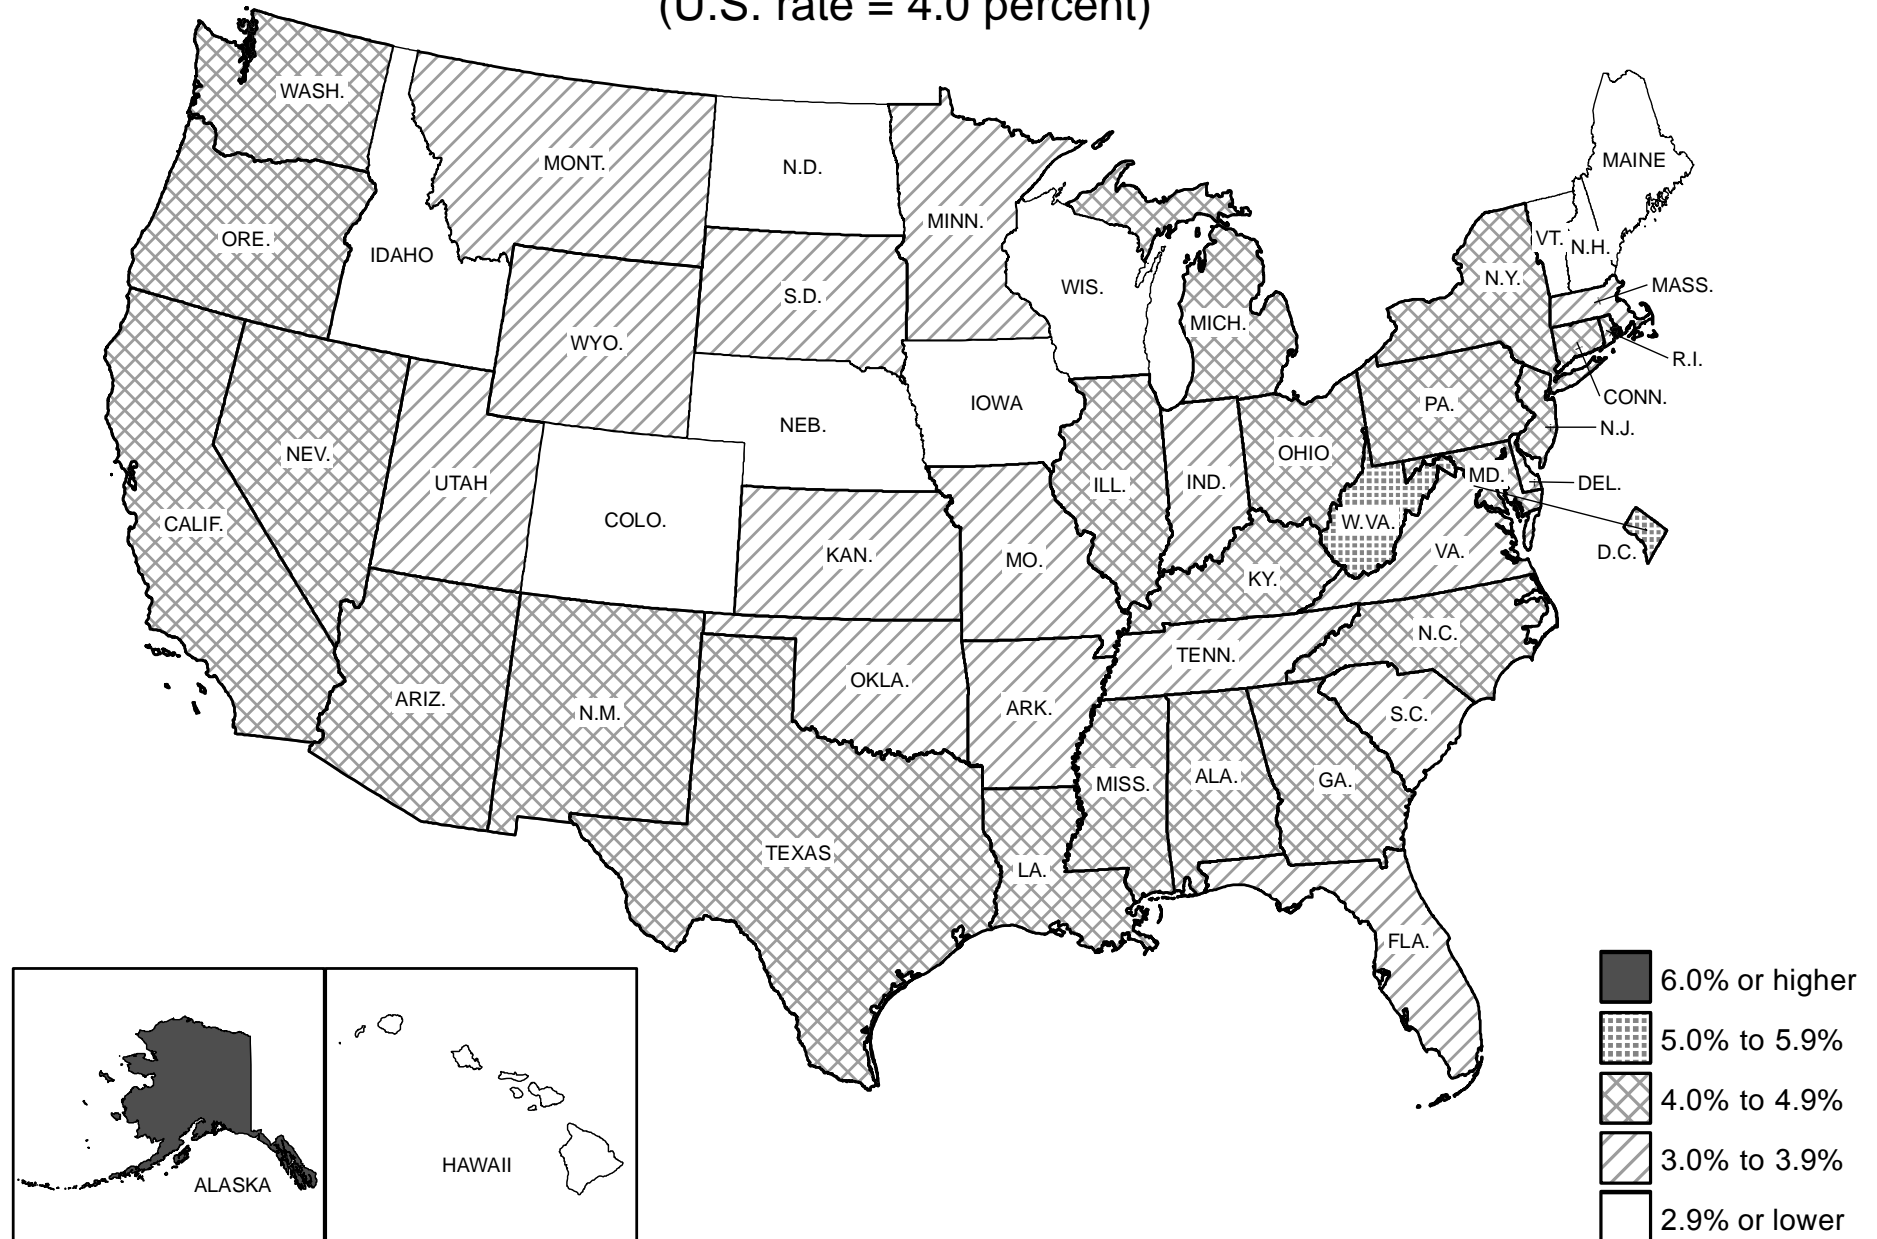 (U.S. rate = 4.0 percent)
WASH.
MONT.
N.D.
MINN.
MAINE
ORE.
IDAHO
VT.
N.H.
WIS.
N.Y.
MASS.
S.D.
MICH.
WYO.
R.I.
IOWA
PA.
CONN.
NEB.
N.J.
NEV.
OHIO
UTAH
ILL.
IND.
MD.
DEL.
COLO.
CALIF.
W.VA.
KAN.
MO.
VA.
D.C.
KY.
N.C.
TENN.
OKLA.
ARIZ.
N.M.
ARK.
S.C.
MISS.
ALA.
GA.
TEXAS
LA.
FLA.
6.0% or higher
5.0% to 5.9%
4.0% to 4.9%
3.0% to 3.9%
2.9% or lower
HAWAII
ALASKA